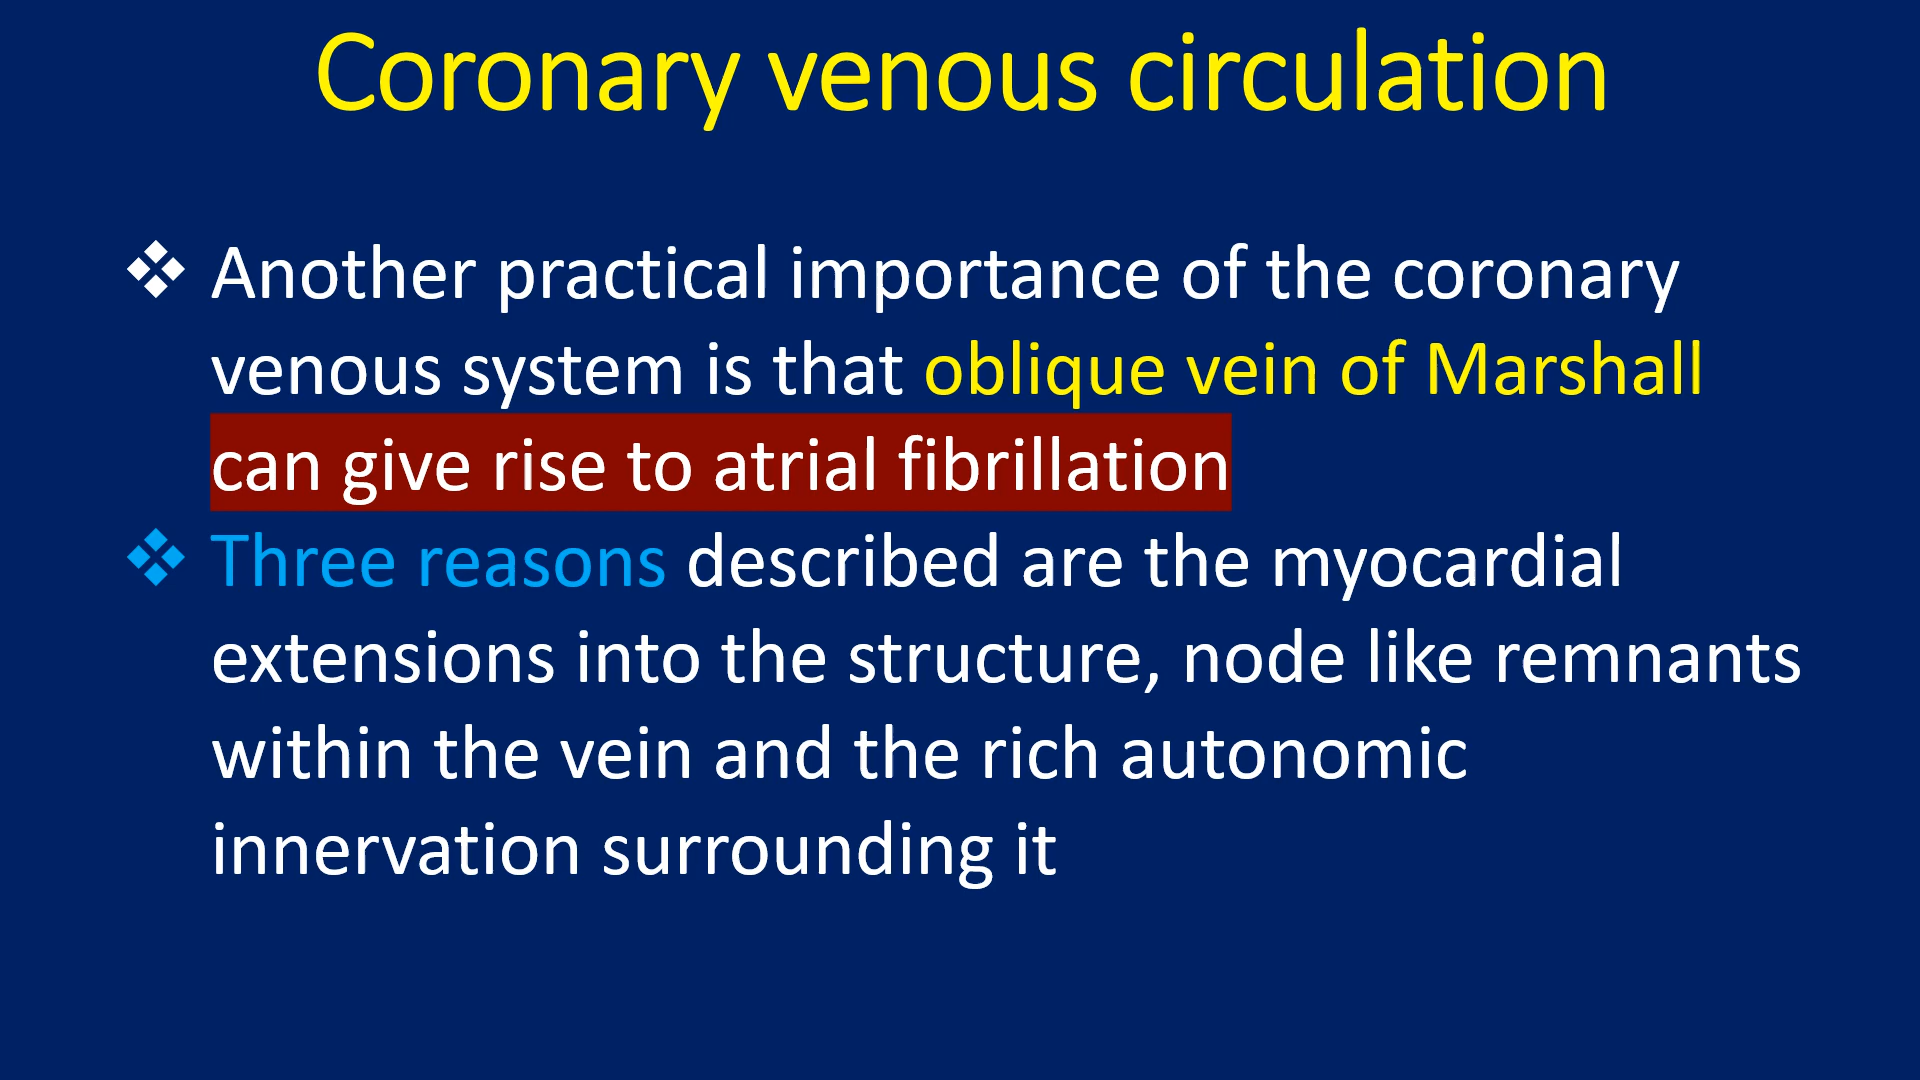 Coronary venous circulation
❖ Another practical importance of the coronary
venous system is that oblique vein of Marshall
can give rise to atrial fibrillation
❖ Three reasons described are the myocardial
extensions into the structure, node like remnants
within the vein and the rich autonomic
innervation surrounding it